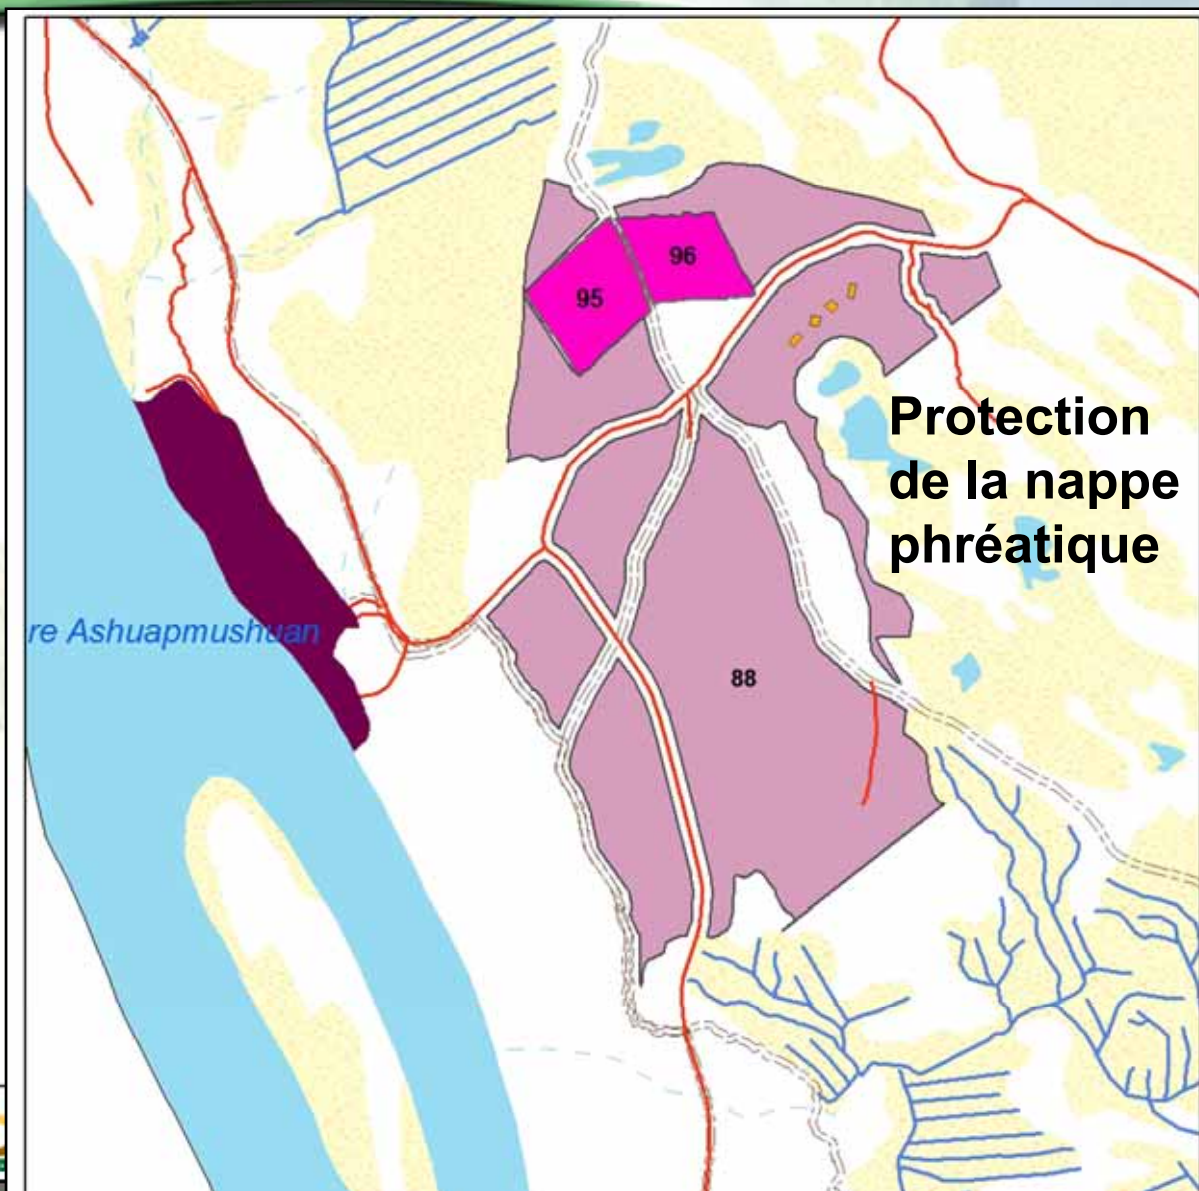 96
95
Protection
de la nappe
phréatique
re Ashuapmushuan
88